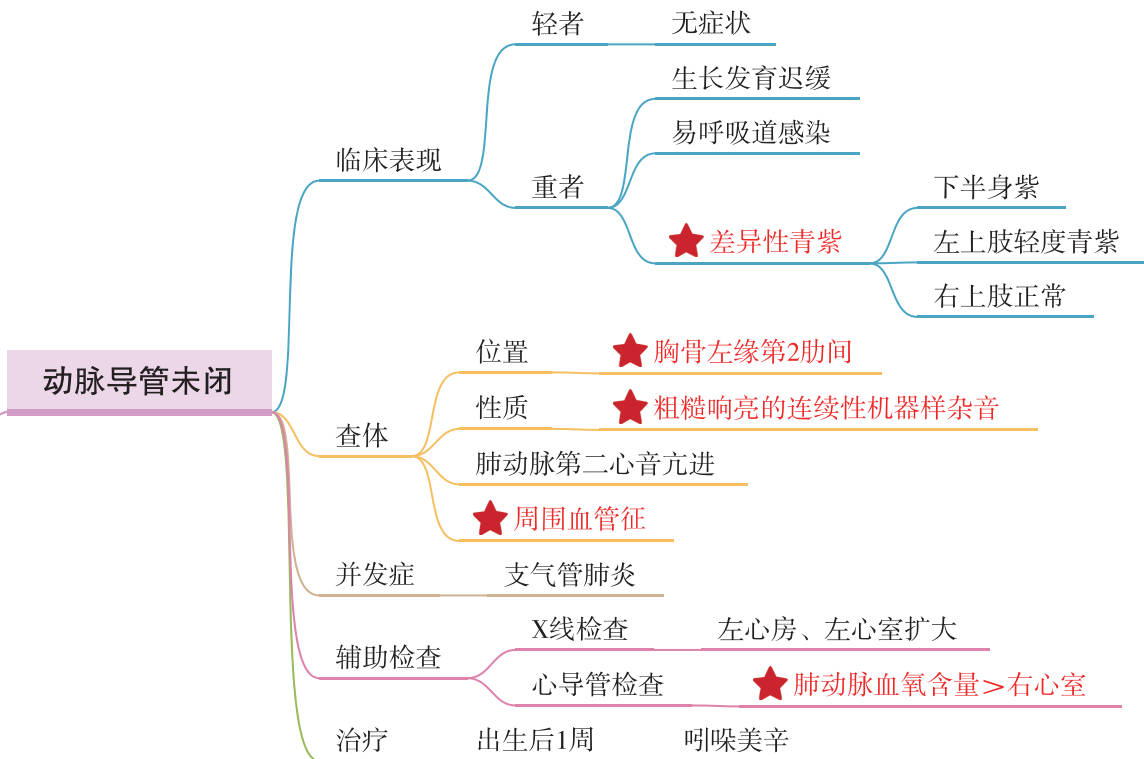 动脉导管未闭
临床表现
轻者
无症状
重者
生长发育迟缓
易呼吸道感染
差异性青紫
下半身紫
左上肢轻度青紫
右上肢正常
查体
位置
胸骨左缘第2肋间
性质
粗糙响亮的连续性机器样杂音
肺动脉第二心音亢进
周围血管征
并发症
支气管肺炎
辅助检查
X线检查
左心房、左心室扩大
心导管检查
肺动脉血氧含量>右心室
治疗
出生后1周
吲哚美辛